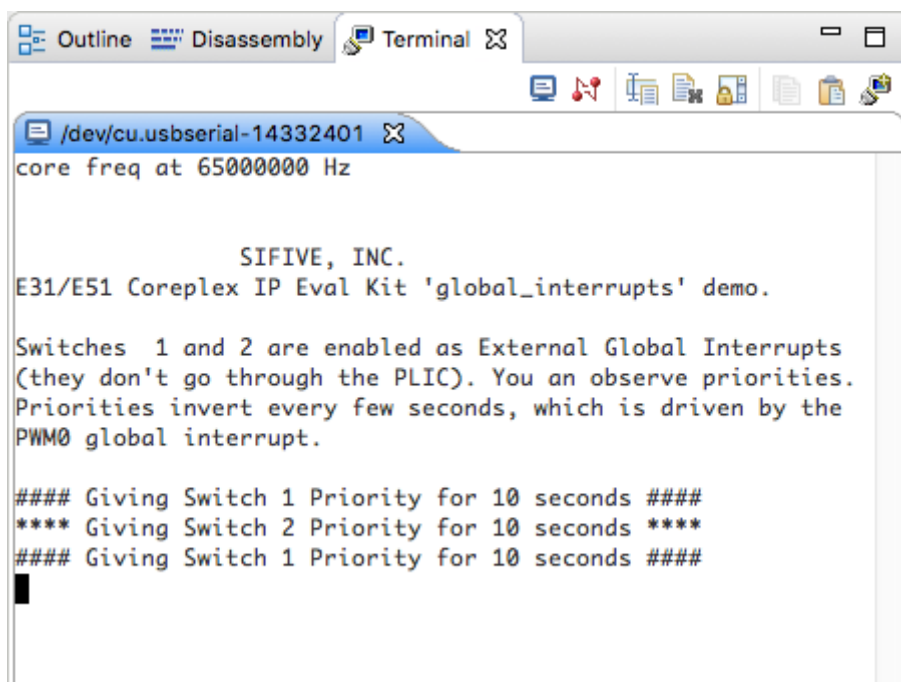 Outline Disassembly Terminal
/dev/cu.usbserial-14332401
core freq at 65000000 Hz
SIFIVE, INC.
E31/E51 Coreplex IP Eval Kit 'global_interrupts' demo.
Switches  1 and 2 are enabled as External Global Interrupts
(they don't go through the PLIC). You an observe priorities.
Priorities invert every few seconds, which is driven by the
PWM0 global interrupt.
#### Giving Switch 1 Priority for 10 seconds ####
**** Giving Switch 2 Priority for 10 seconds ****
#### Giving Switch 1 Priority for 10 seconds ####